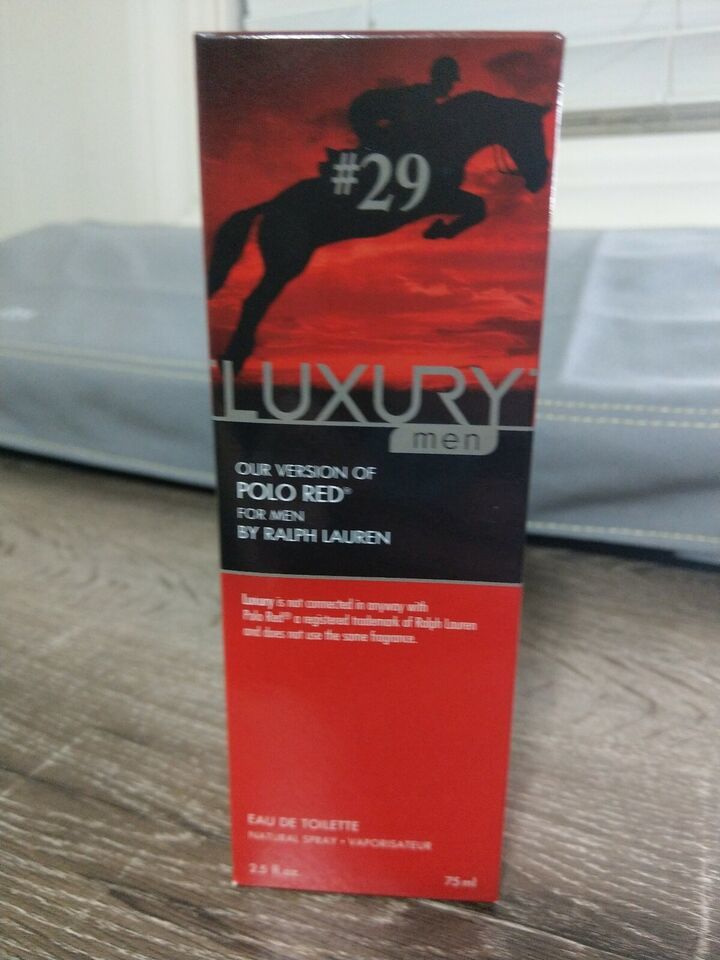 #29
LUXURY
men
OUR VERSION OF
POLO RED®
FOR MEN
BY RALPH LAUREN
Luxury is not connected in anyway with
Polo Red® a registered trademark of Ralph Lauren
and does not use the same fragrance.
EAU DE TOILETTE
NATURAL SPRAY • VAPORISATEUR
2.5 fl.oz. 75 ml